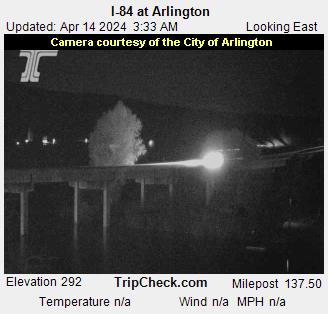 I-84 at Arlington
Updated: Apr 14 2024 3:33 AM Looking East
Camera courtesy of the City of Arlington
Elevation 292 TripCheck.com Milepost 137.50
Temperature n/a Wind n/a MPH n/a